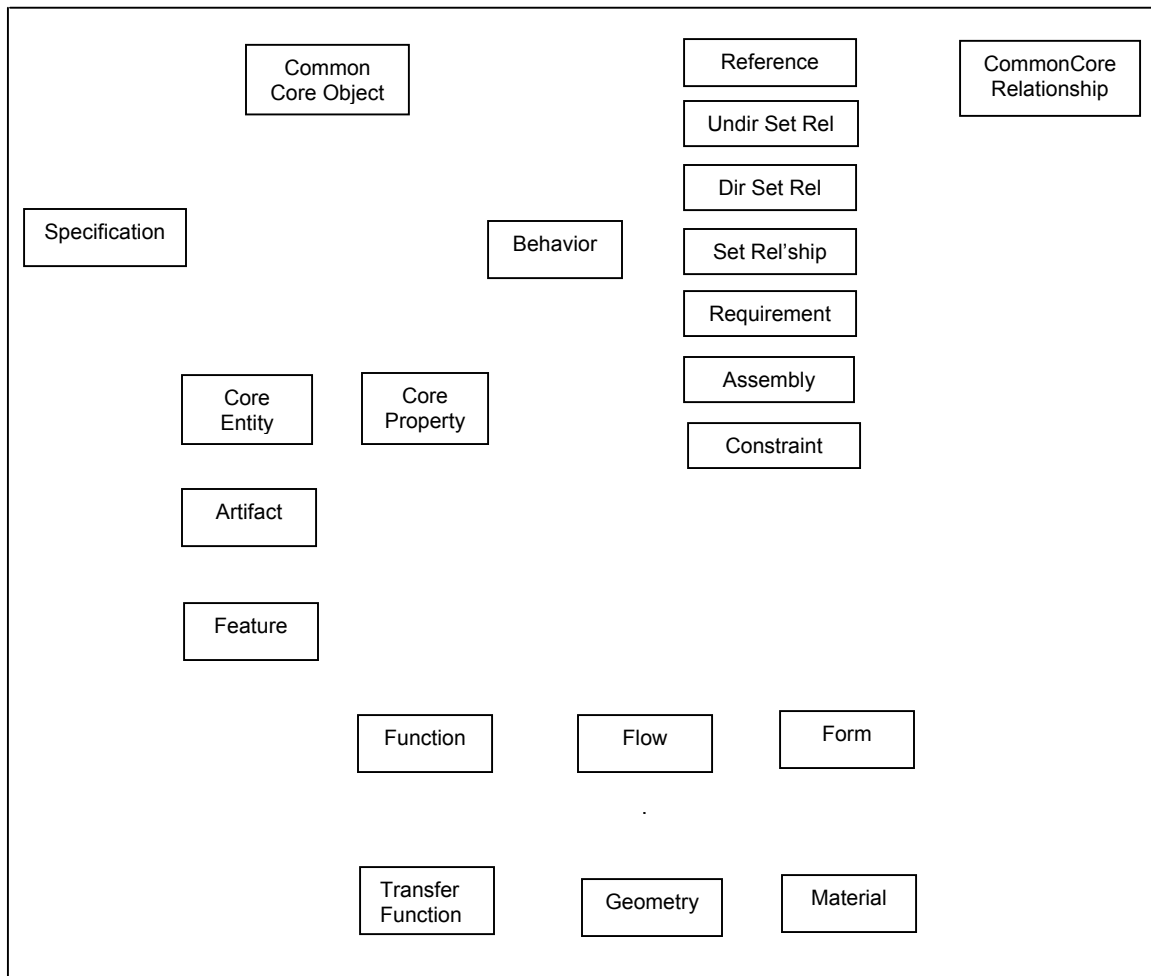 Common
Core Object
Reference
CommonCore
Relationship
Undir Set Rel
Dir Set Rel
Specification
Behavior
Set Rel'ship
Requirement
Core
Entity
Core
Property
Assembly
Constraint
Artifact
Feature
Function
Flow
Form
.
Transfer
Function
Geometry
Material